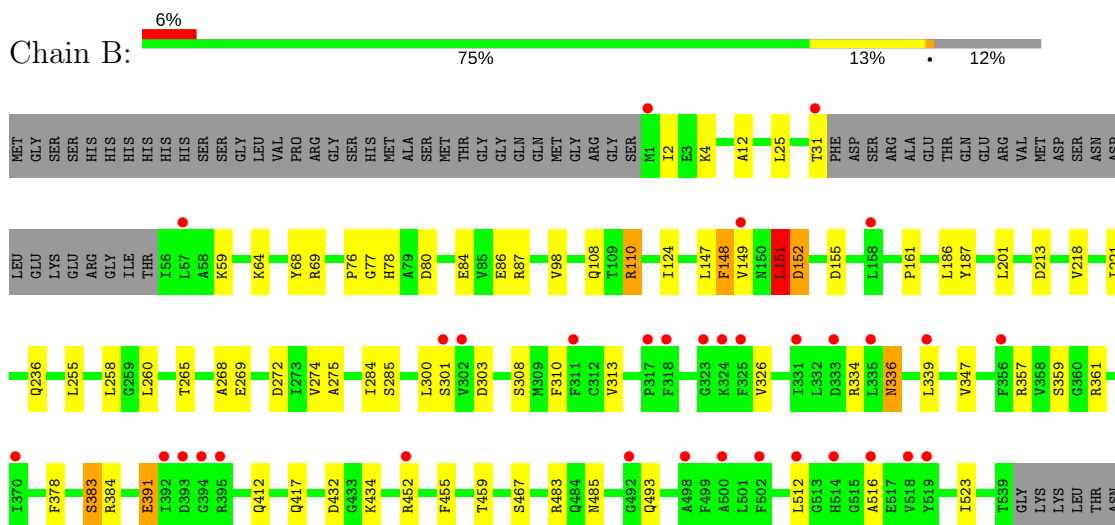 6%
Chain B:
75% 13% • 12%
MET GLY SER SER HIS HIS HIS HIS HIS HIS SER SER GLY LEU VAL PRO ARG GLY SER HIS MET ALA SER MET THR GLY GLY GLN GLN MET GLY ARG GLY SER M1 I2 E3 K4 A12 L25 T31 PHE ASP SER ARG ALA GLU THR GLN GLU ARG VAL MET ASP SER ASN ASP
LEU GLU LYS GLU ARG GLY ILE THR I56 L57 A58 K59 K64 Y68 R69 P76 G77 H78 A79 D80 E84 V85 E86 R87 V98 Q108 T109 R110 I124 L147 F148 V149 N150 L151 D152 D155 L158 P161 L186 Y187 L201 D213 V218
Q236 L255 L258 G259 L260 T265 A268 E269 D272 I273 V274 A275 I284 S285 L300 S301 V302 D303 S308 M309 F310 F311 C312 V313 P317 F318 G323 K324 F325 V326 I331 L332 D333 R334 L335 N336 L339 V347 F356 R357 V358 S359 G360 R361
I370 F378 S383 R384 E391 I392 D393 G394 R395 Q412 Q417 D432 G433 K434 R452 F455 T459 S467 R483 Q484 N485 G492 Q493 A498 F499 A500 L501 F502 L512 G513 H514 G515 A516 E517 V518 Y519 I523 T539 GLY LYS LYS LEU THR ASN